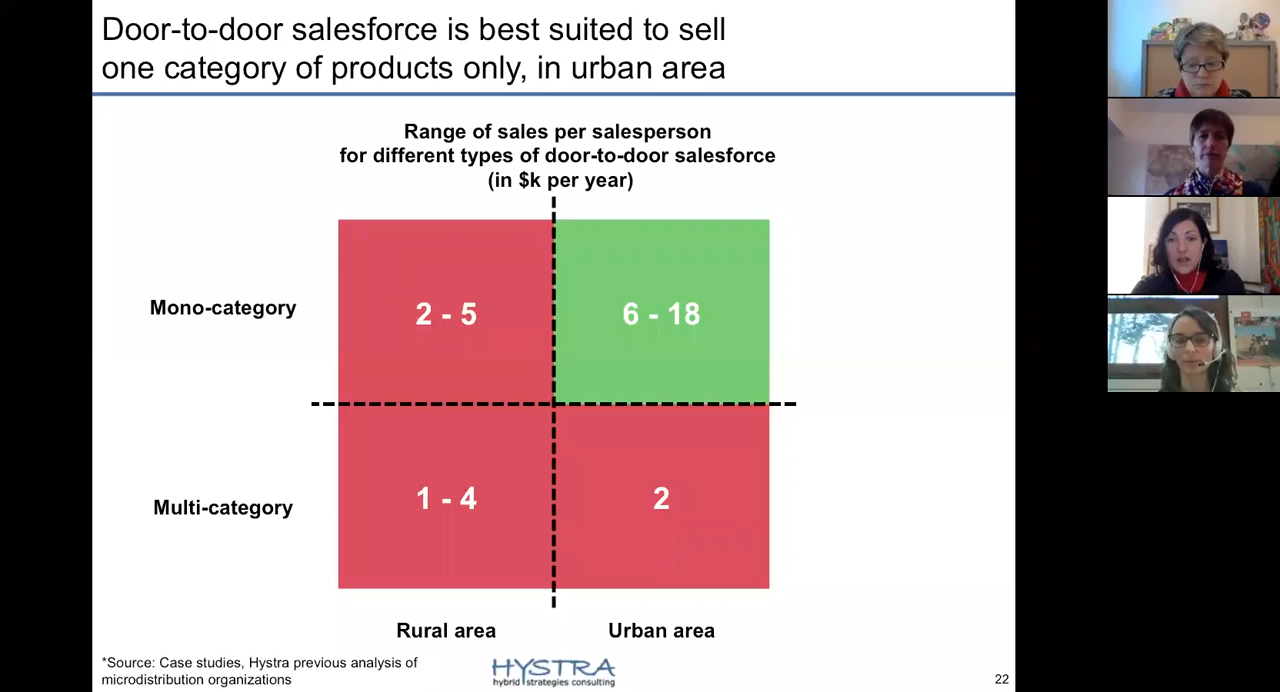 Door-to-door salesforce is best suited to sell
one category of products only, in urban area
Range of sales per salesperson
for different types of door-to-door salesforce
(in $k per year)
Mono-category
2 - 5
6 - 18
Multi-category
1 - 4
2
Rural area
Urban area
*Source: Case studies, Hystra previous analysis of
microdistribution organizations
HYSTRA
hybrid strategies consulting
22